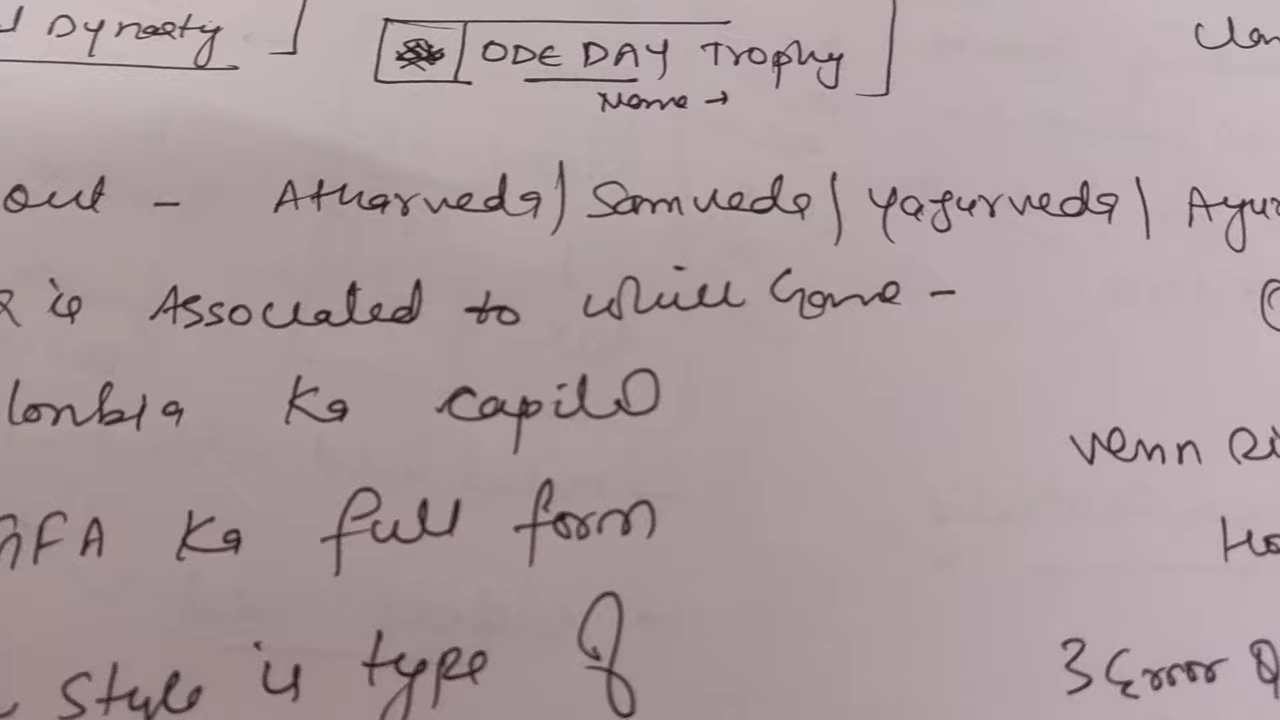 Dynasty ] [ ODE DAY Trophy ]
Name →
out - Atharveda | Samveda | Yajurveda | Ayur
is Associated to which Game -
lonbia Ka capital
FA Ka full form
venn
style is type of
3 Error Q